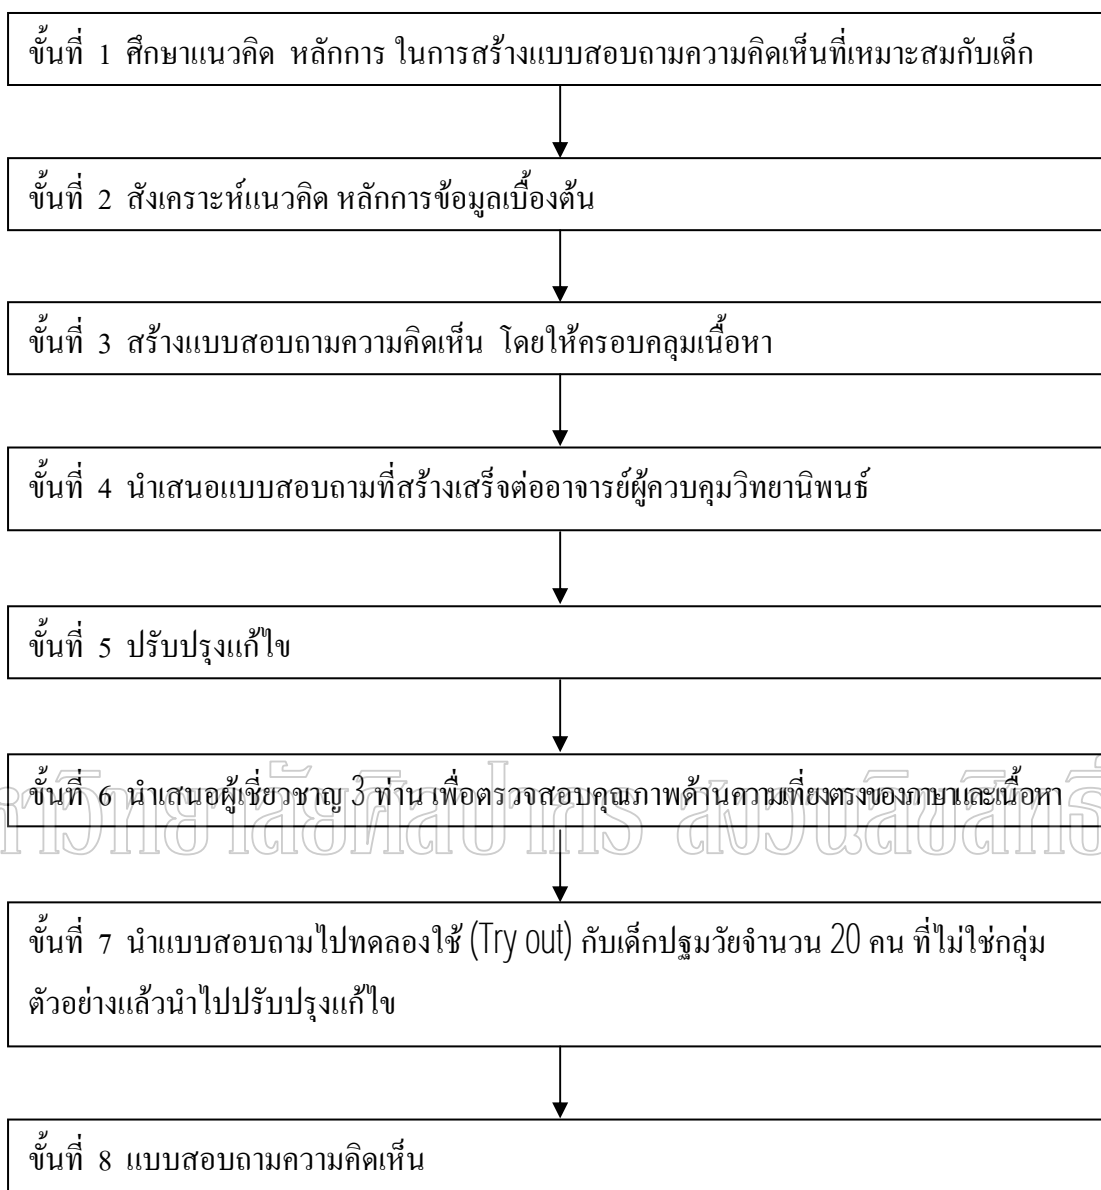 ขั้นที่ 1 ศึกษาแนวคิด หลักการ ในการสร้างแบบสอบถามความคิดเห็นที่เหมาะสมกับเด็ก
ขั้นที่ 2 สังเคราะห์แนวคิด หลักการข้อมูลเบื้องต้น
ขั้นที่ 3 สร้างแบบสอบถามความคิดเห็น โดยให้ครอบคลุมเนื้อหา
ขั้นที่ 4 นำเสนอแบบสอบถามที่สร้างเสร็จต่ออาจารย์ผู้ควบคุมวิทยานิพนธ์
ขั้นที่ 5 ปรับปรุงแก้ไข
ขั้นที่ 6 นำเสนอผู้เชี่ยวชาญ 3 ท่าน เพื่อตรวจสอบคุณภาพด้านความเที่ยงตรงของภาษาและเนื้อหา
ขั้นที่ 7 นำแบบสอบถามไปทดลองใช้ (Try out) กับเด็กปฐมวัยจำนวน 20 คน ที่ไม่ใช่กลุ่ม
ตัวอย่างแล้วนำไปปรับปรุงแก้ไข
ขั้นที่ 8 แบบสอบถามความคิดเห็น